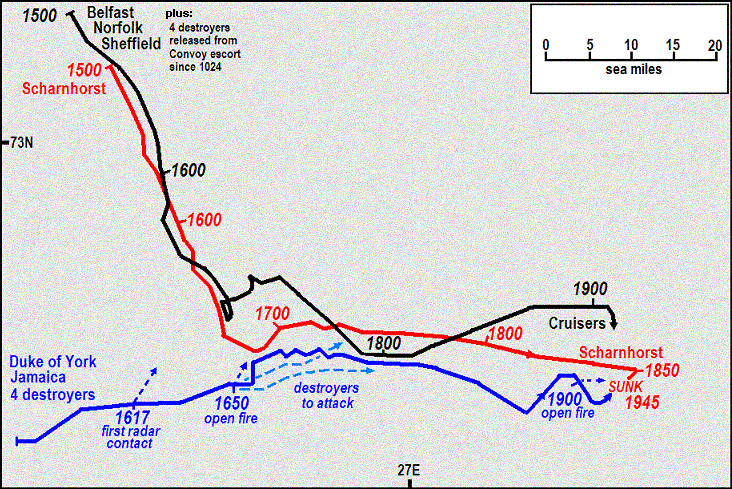 1500
Belfast
Norfolk
Sheffield
plus:
4 destroyers
released from
Convoy escort
since 1024
0 5 10 15 20
sea miles
1500
Scharnhorst
73N
1600
1600
1700
1800
1800
1900
Cruisers
Duke of York
Jamaica
4 destroyers
1617
first radar
contact
1650
open fire
destroyers
to attack
1900
open fire
Scharnhorst
1850
SUNK
1945
27E